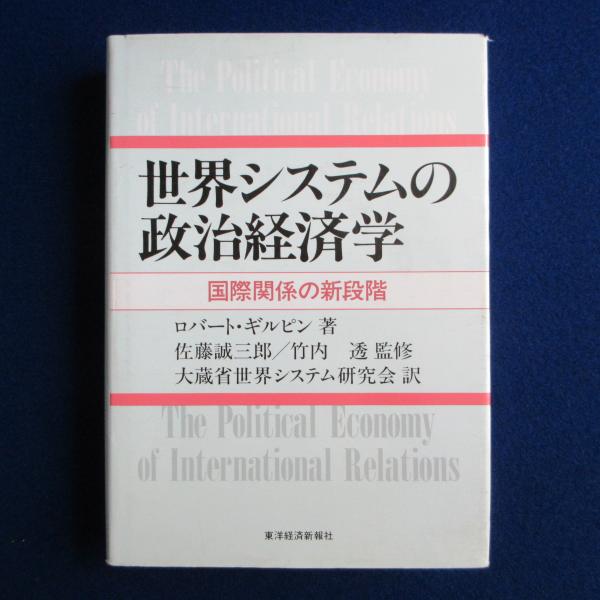 The Political Economy
of International Relations
世界システムの
政治経済学
国際関係の新段階
ロバート・ギルピン 著
佐藤誠三郎／竹内 透 監修
大蔵省世界システム研究会 訳
The Political Economy
of International Relations
東洋経済新報社